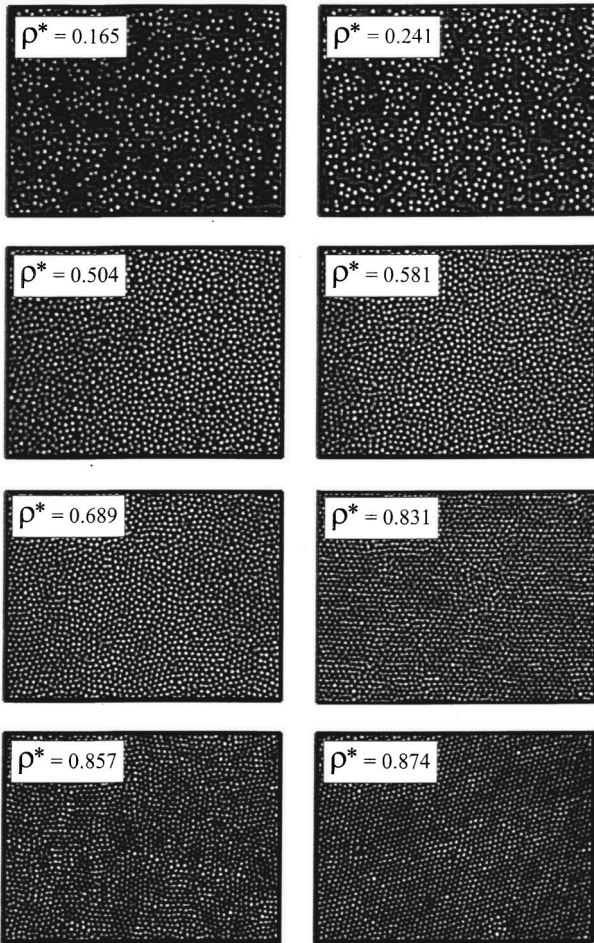 ρ* = 0.165
ρ* = 0.241
ρ* = 0.504
ρ* = 0.581
ρ* = 0.689
ρ* = 0.831
ρ* = 0.857
ρ* = 0.874